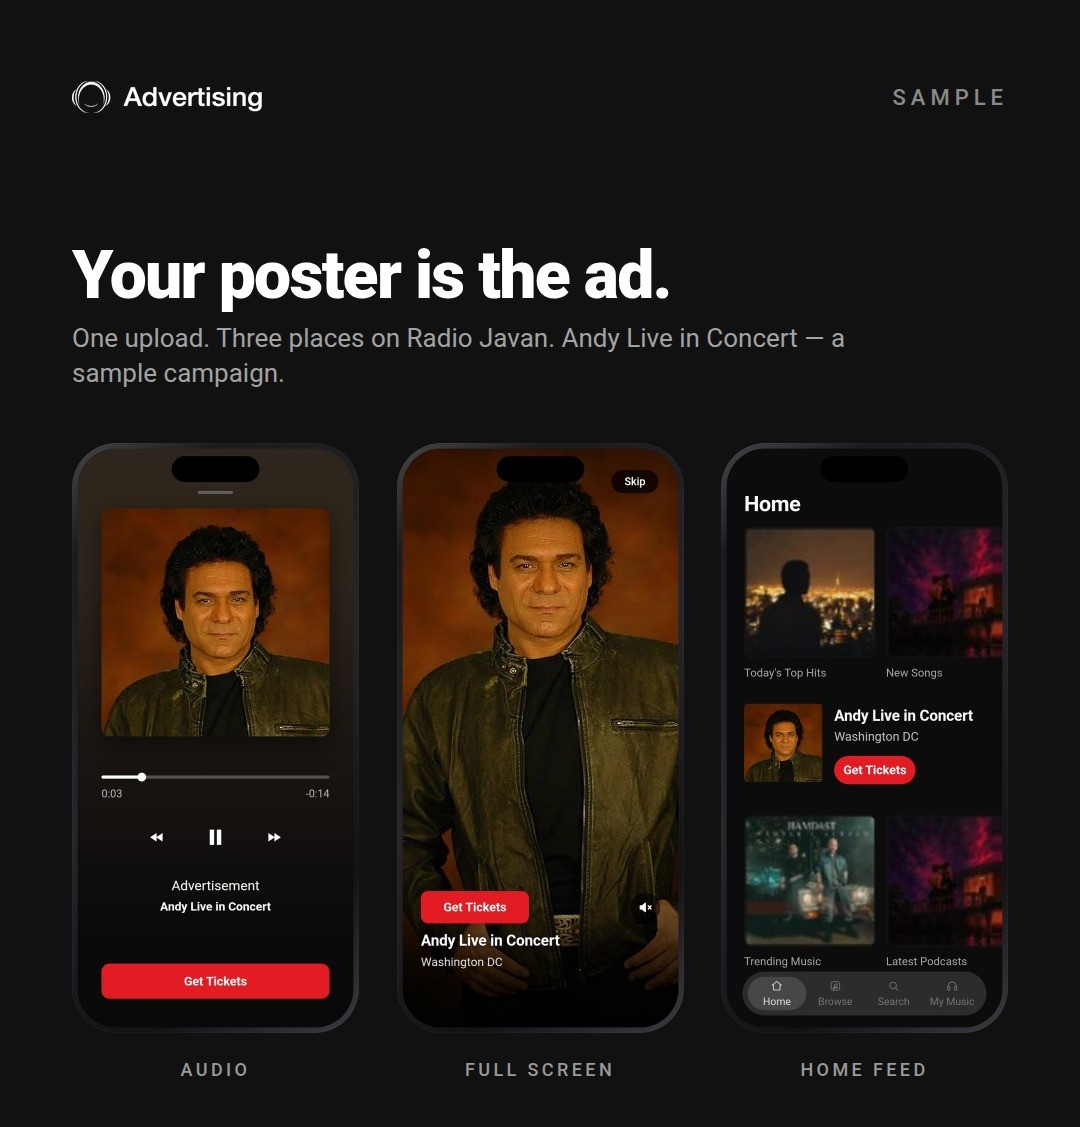 Advertising
SAMPLE
Your poster is the ad.
One upload. Three places on Radio Javan. Andy Live in Concert — a
sample campaign.
0:03
-0:14
Advertisement
Andy Live in Concert
Get Tickets
AUDIO
Skip
Get Tickets
Andy Live in Concert
Washington DC
FULL SCREEN
Home
Today's Top Hits
New Songs
Andy Live in Concert
Washington DC
Get Tickets
HAMDAST
Trending Music
Latest Podcasts
Home
Browse
Search
My Music
HOME FEED